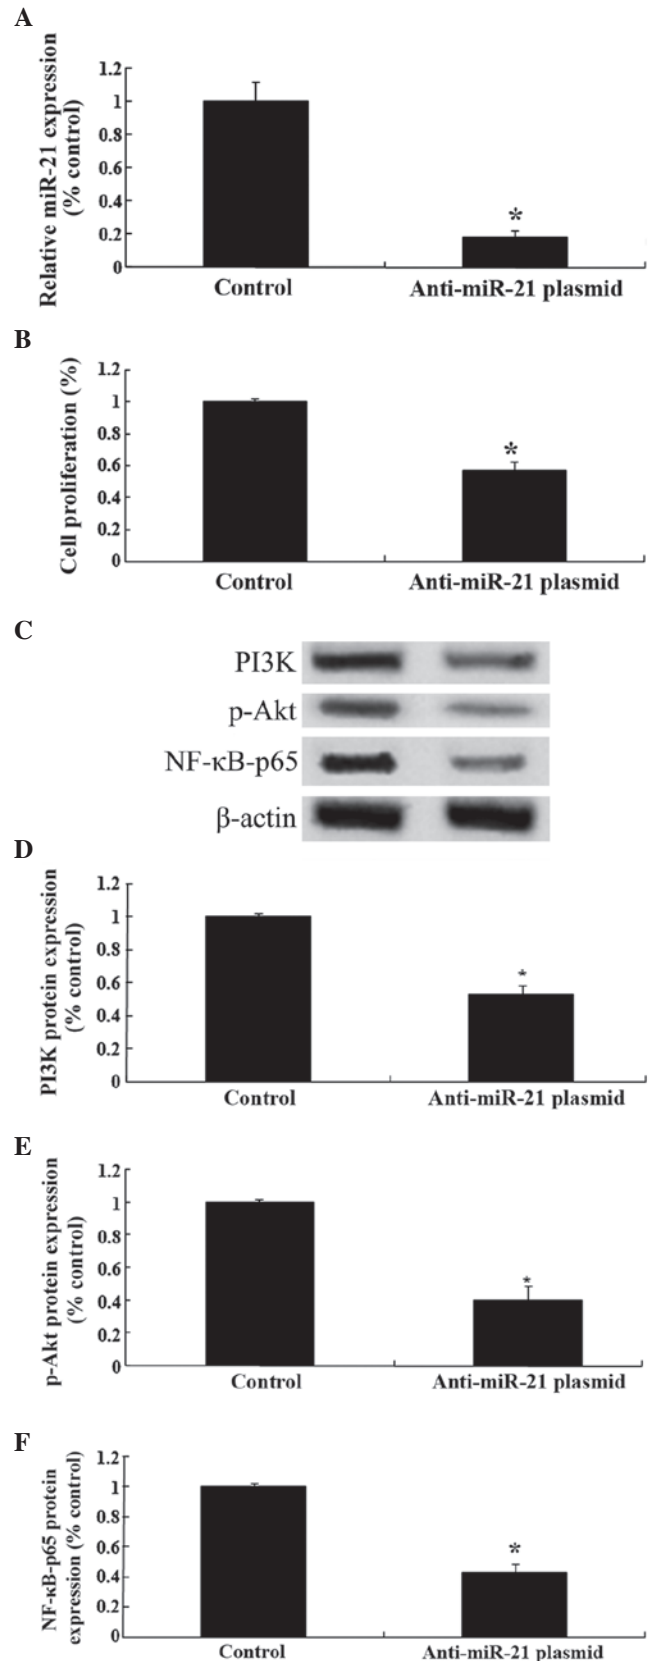 A
Relative miR-21 expression
(% control)
1.2
1
0.8
0.6
0.4
0.2
0
*
Control
Anti-miR-21 plasmid
B
Cell proliferation (%)
1.2
1
0.8
0.6
0.4
0.2
0
*
Control
Anti-miR-21 plasmid
C
PI3K
p-Akt
NF-κB-p65
β-actin
D
PI3K protein expression
(% control)
1.2
1
0.8
0.6
0.4
0.2
0
*
Control
Anti-miR-21 plasmid
E
p-Akt protein expression
(% control)
1.2
1
0.8
0.6
0.4
0.2
0
*
Control
Anti-miR-21 plasmid
F
NF-κB-p65 protein
expression (% control)
1.2
1
0.8
0.6
0.4
0.2
0
*
Control
Anti-miR-21 plasmid